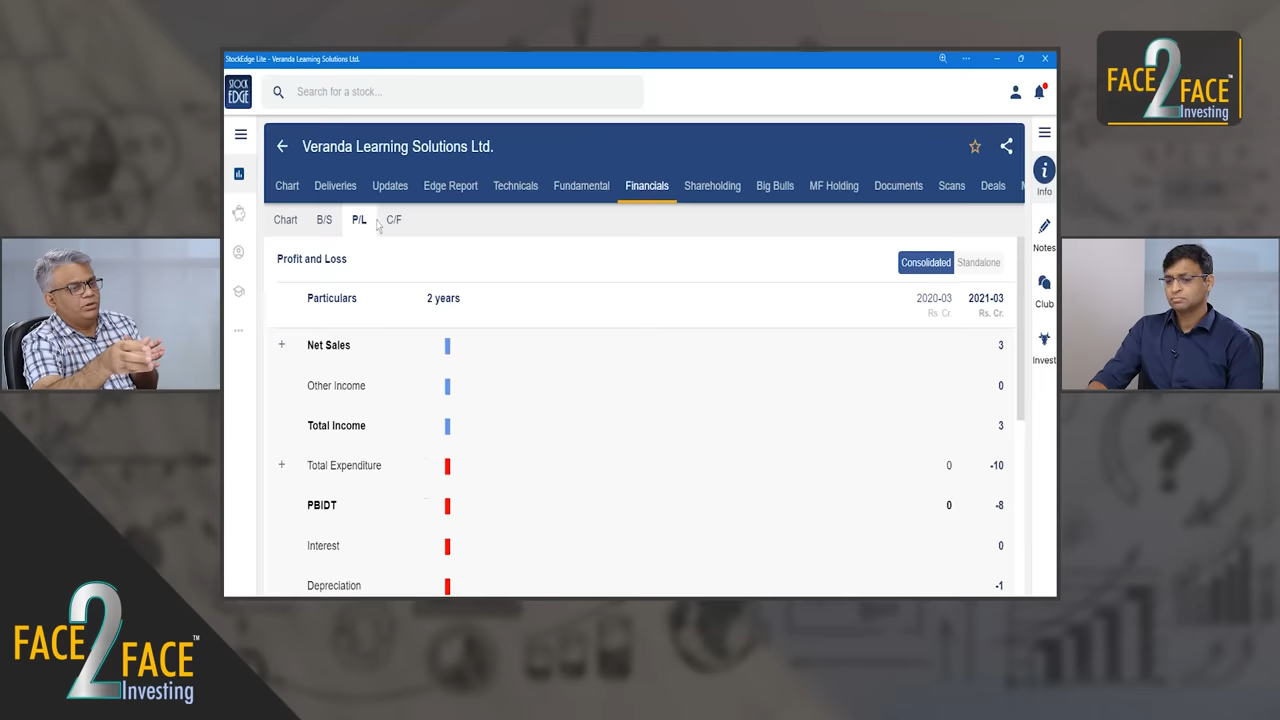 StockEdge Lite - Veranda Learning Solutions Ltd.
STOCK
EDGE
Search for a stock...
FACE 2 FACE™
Investing
Veranda Learning Solutions Ltd.
Chart Deliveries Updates Edge Report Technicals Fundamental Financials Shareholding Big Bulls MF Holding Documents Scans Deals
Info
Chart B/S P/L C/F
Notes
Profit and Loss Consolidated Standalone
Particulars 2 years 2020-03 2021-03
Rs. Cr. Rs. Cr.
Club
+ Net Sales 3
Invest
Other Income 0
Total Income 3
+ Total Expenditure 0 -10
PBIDT 0 -8
Interest 0
Depreciation -1
FACE 2 FACE™
Investing